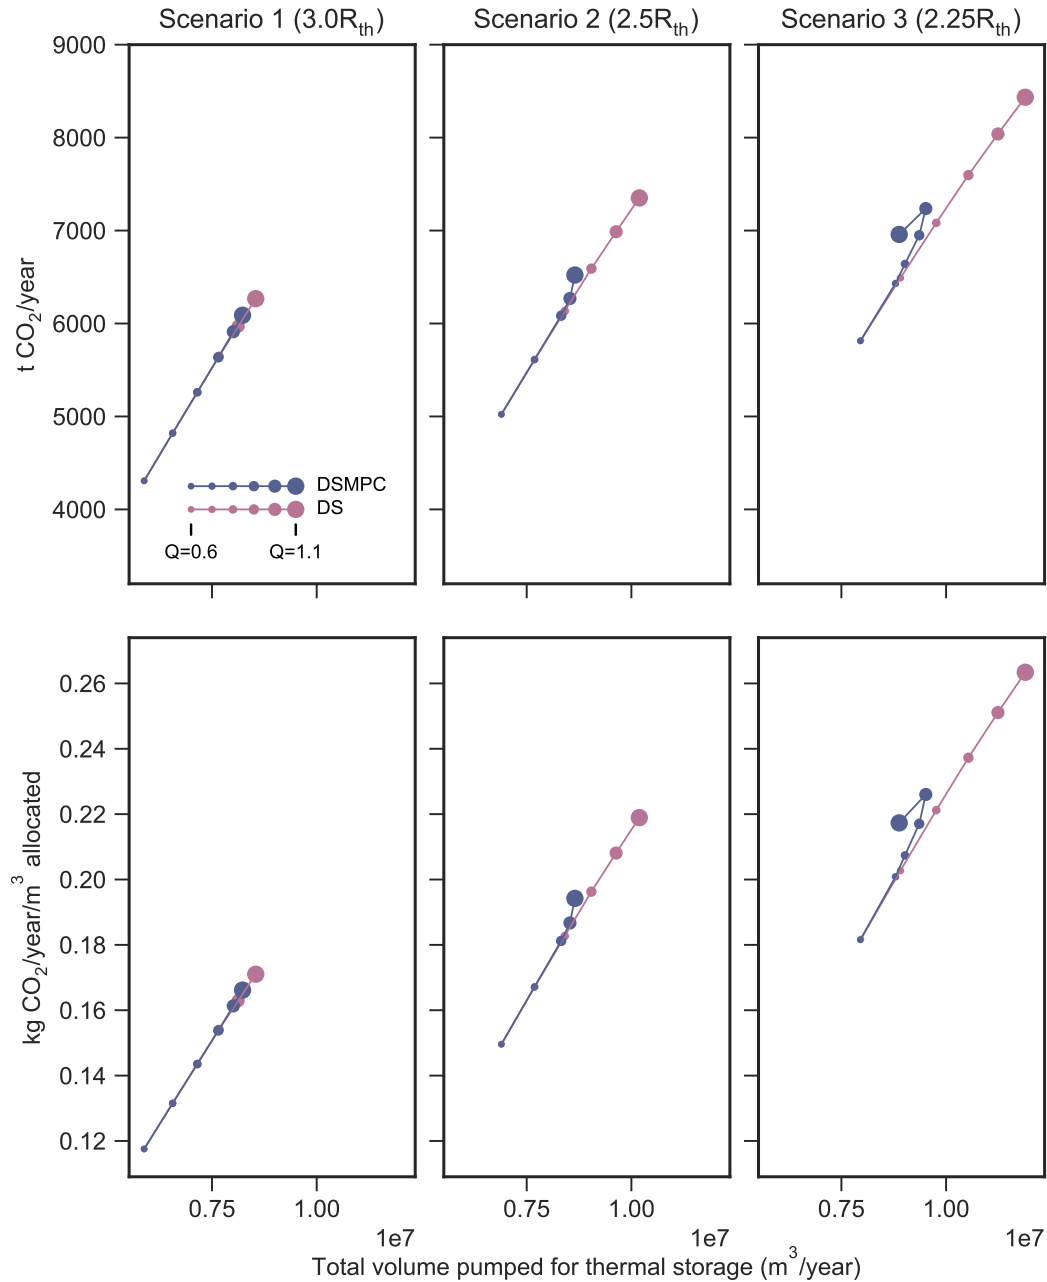 Scenario 1 (3.0R_th)
Scenario 2 (2.5R_th)
Scenario 3 (2.25R_th)
9000
8000
7000
6000
5000
4000
t CO₂/year
DSMPC
DS
Q=0.6
Q=1.1
0.26
0.24
0.22
0.20
0.18
0.16
0.14
0.12
kg CO₂/year/m³ allocated
0.75 1.00
0.75 1.00
0.75 1.00
1e7
1e7
1e7
Total volume pumped for thermal storage (m³/year)